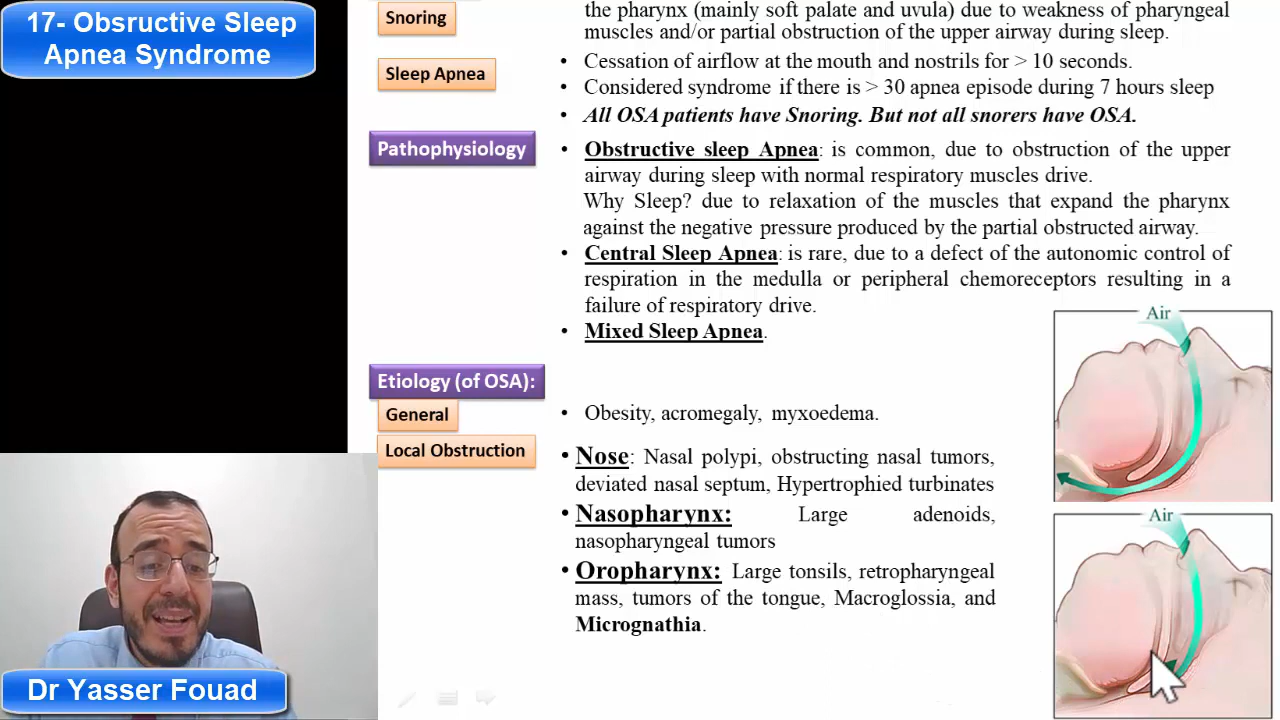 17- Obsructive Sleep
Apnea Syndrome
Snoring
the pharynx (mainly soft palate and uvula) due to weakness of pharyngeal
muscles and/or partial obstruction of the upper airway during sleep.
Sleep Apnea
• Cessation of airflow at the mouth and nostrils for > 10 seconds.
• Considered syndrome if there is > 30 apnea episode during 7 hours sleep
• All OSA patients have Snoring. But not all snorers have OSA.
Pathophysiology
• Obstructive sleep Apnea: is common, due to obstruction of the upper
airway during sleep with normal respiratory muscles drive.
Why Sleep? due to relaxation of the muscles that expand the pharynx
against the negative pressure produced by the partial obstructed airway.
• Central Sleep Apnea: is rare, due to a defect of the autonomic control of
respiration in the medulla or peripheral chemoreceptors resulting in a
failure of respiratory drive.
• Mixed Sleep Apnea.
Etiology (of OSA):
General
• Obesity, acromegaly, myxoedema.
Local Obstruction
• Nose: Nasal polypi, obstructing nasal tumors,
deviated nasal septum, Hypertrophied turbinates
• Nasopharynx: Large adenoids,
nasopharyngeal tumors
• Oropharynx: Large tonsils, retropharyngeal
mass, tumors of the tongue, Macroglossia, and
Micrognathia.
Air
Air
Dr Yasser Fouad